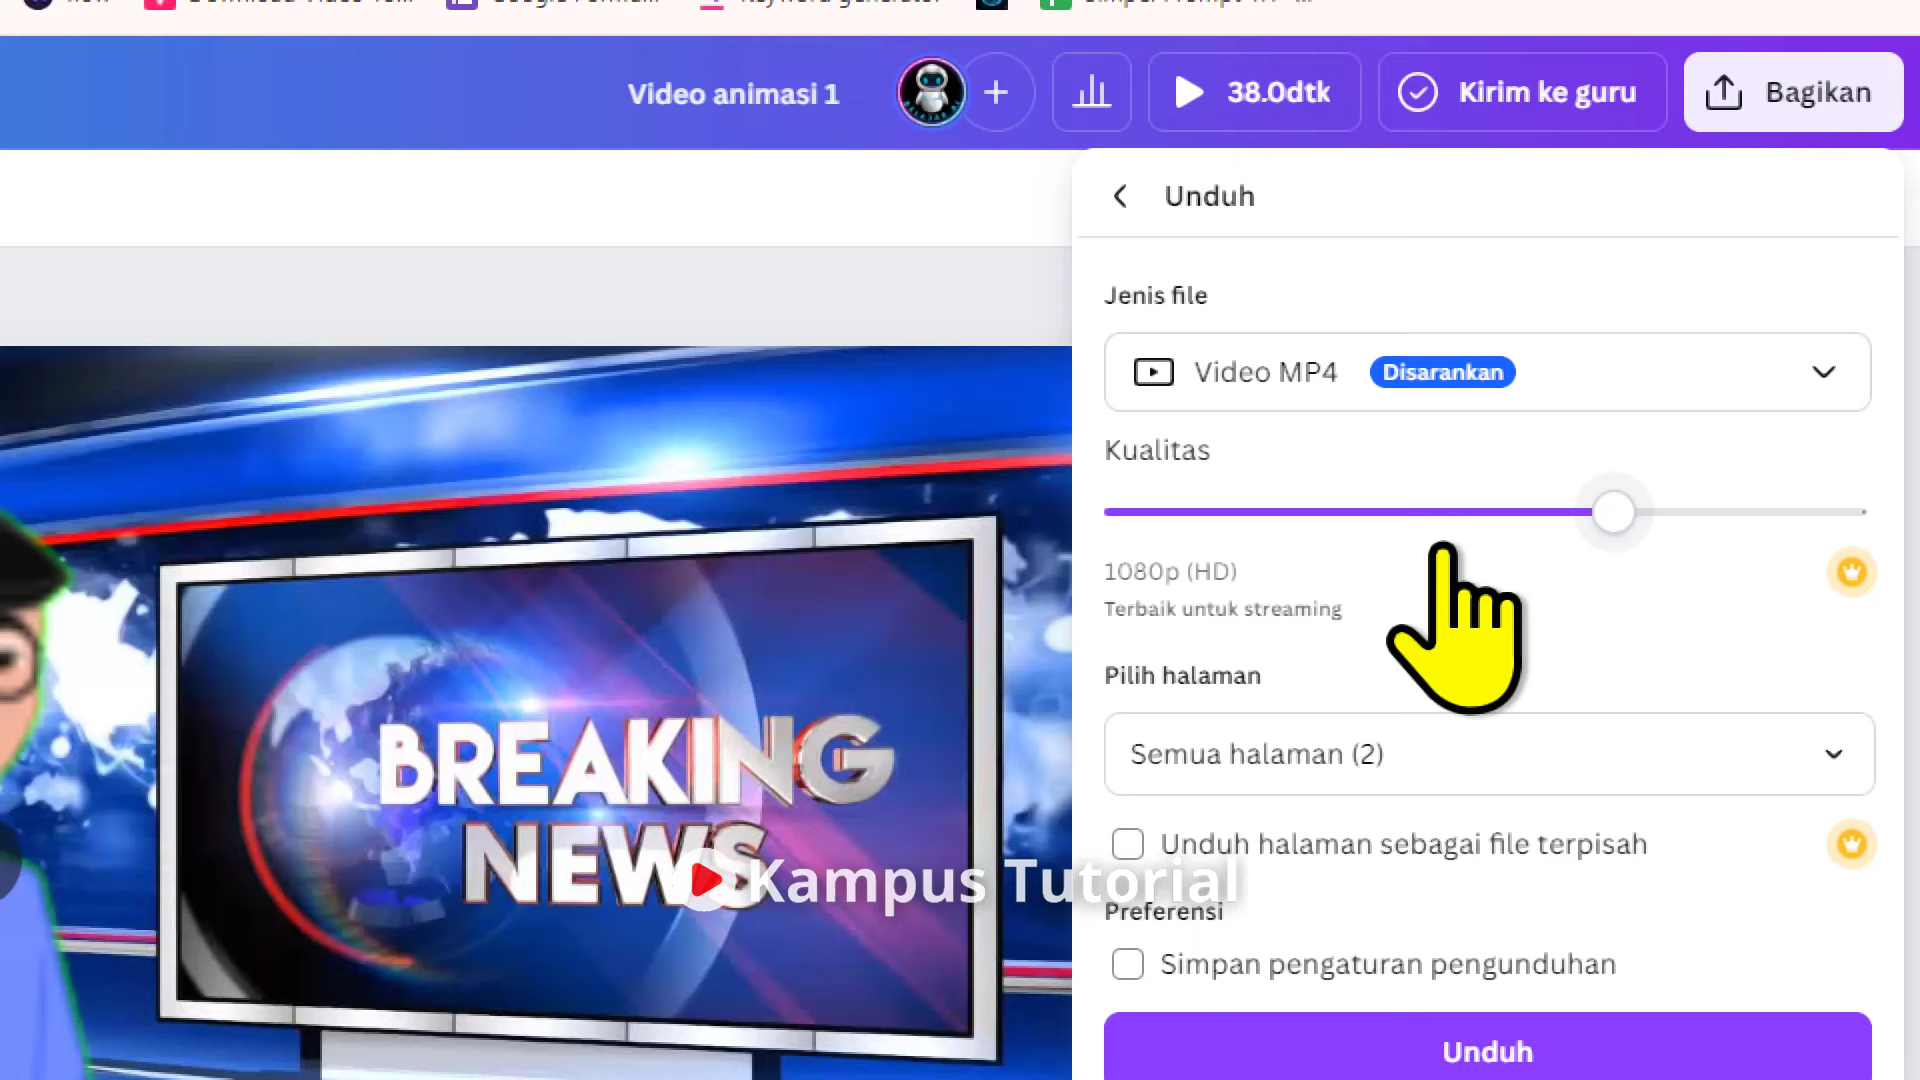 Video animasi 1
38.0dtk
Kirim ke guru
Bagikan
Unduh
Jenis file
Video MP4 Disarankan
Kualitas
1080p (HD)
Terbaik untuk streaming
Pilih halaman
Semua halaman (2)
Unduh halaman sebagai file terpisah
BREAKING
NEWS
Kampus Tutorial
Preferensi
Simpan pengaturan pengunduhan
Unduh